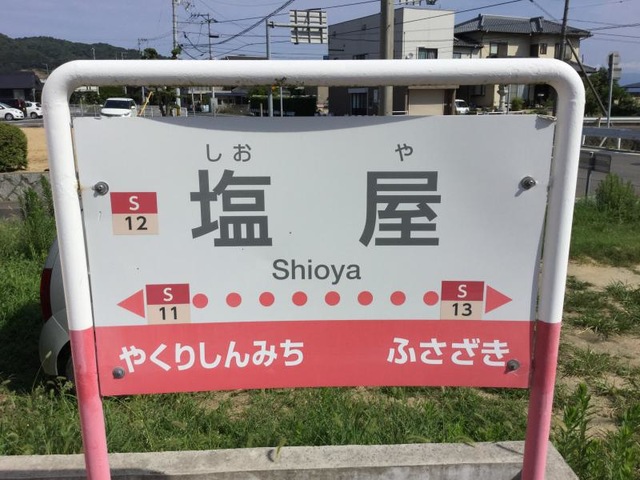 しお や
塩 屋
S
12
Shioya
S
11
S
13
やくりしんみち ふさざき